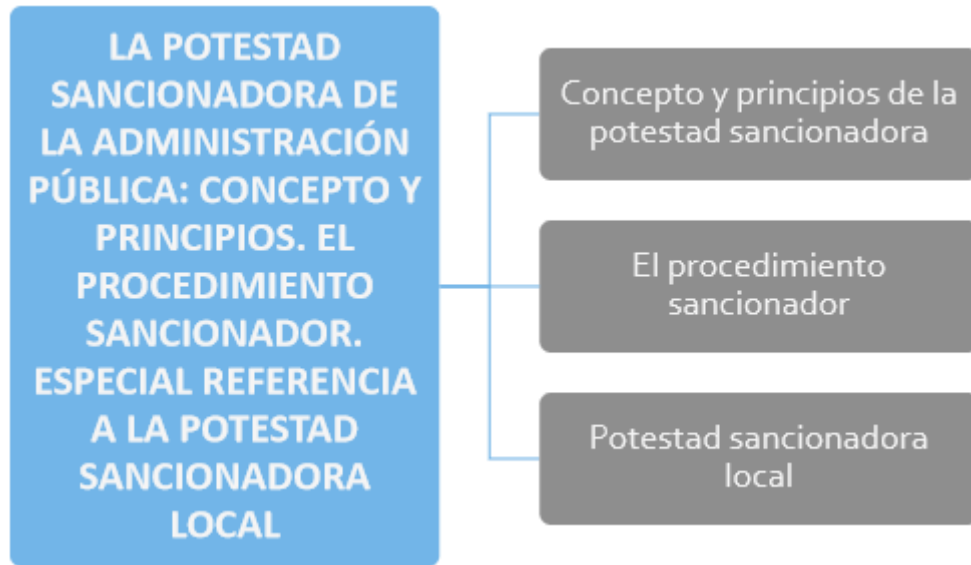 LA POTESTAD
SANCIONADORA DE
LA ADMINISTRACIÓN
PÚBLICA: CONCEPTO Y
PRINCIPIOS. EL
PROCEDIMIENTO
SANCIONADOR.
ESPECIAL REFERENCIA
A LA POTESTAD
SANCIONADORA
LOCAL
Concepto y principios de la
potestad sancionadora
El procedimiento
sancionador
Potestad sancionadora
local